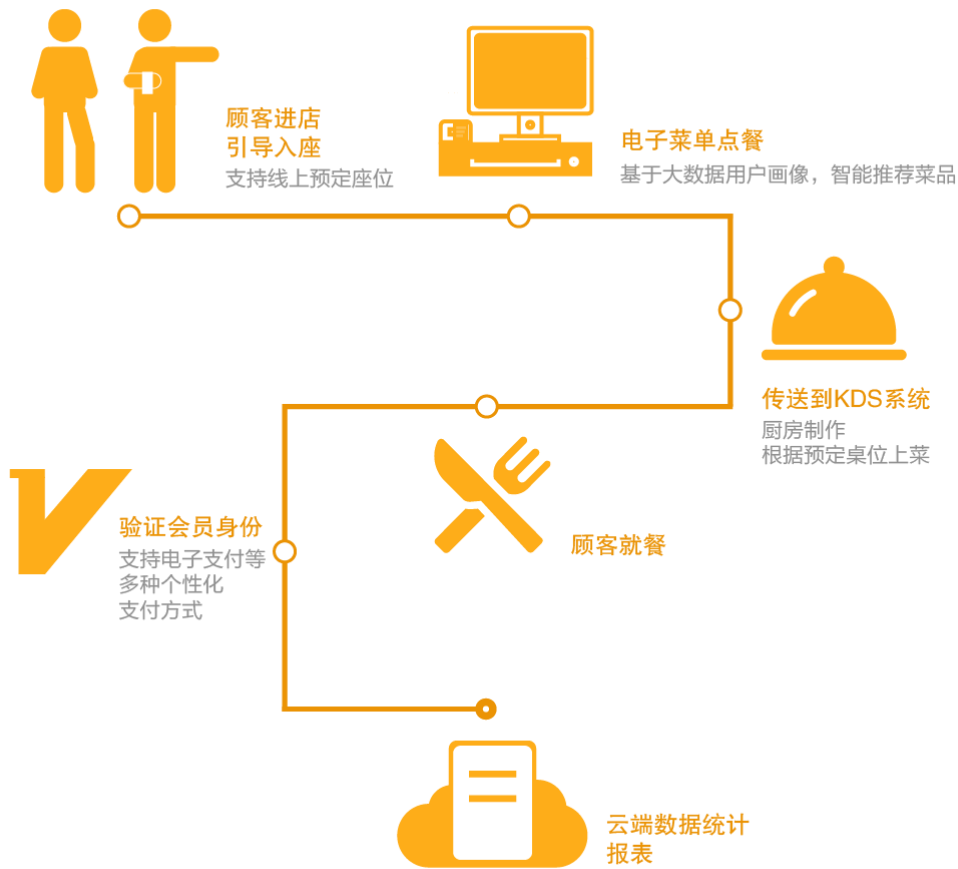 顾客进店
引导入座
支持线上预定座位
电子菜单点餐
基于大数据用户画像，智能推荐菜品
传送到KDS系统
厨房制作
根据预定桌位上菜
顾客就餐
验证会员身份
支持电子支付等
多种个性化
支付方式
云端数据统计
报表